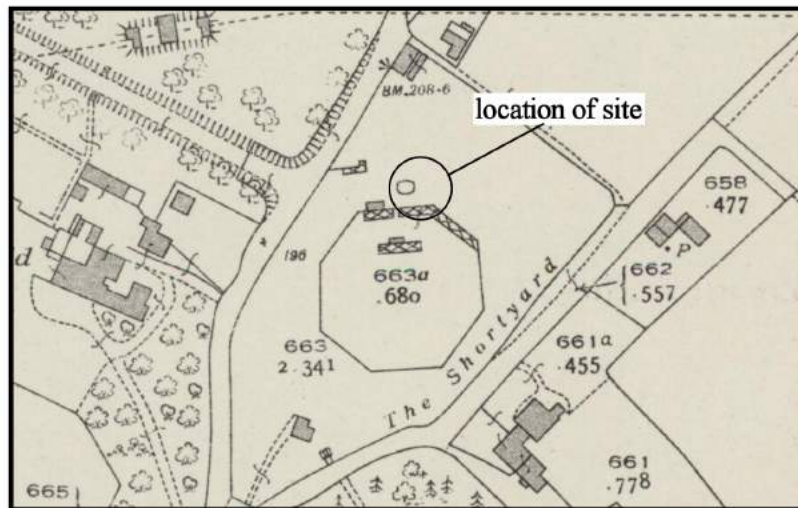 B.M. 208·6
location of site
658
·477
P
662
·557
196
663a
·680
d
663
2·341
661a
·455
The Shortyard
661
·778
665